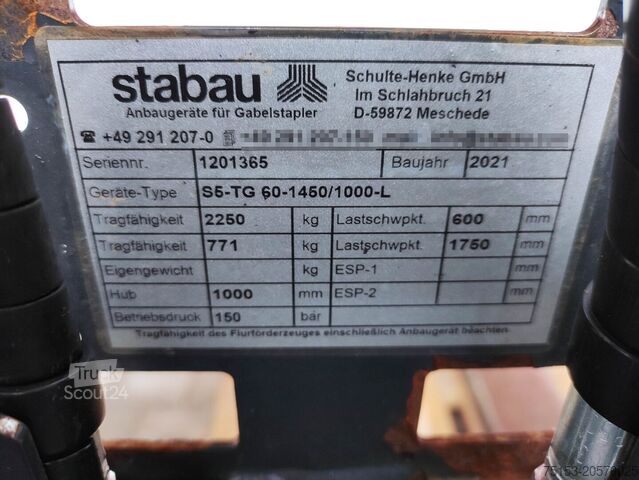 stabau
Anbaugeräte für Gabelstapler
Schulte-Henke GmbH
Im Schlahbruch 21
D-59872 Meschede
☎ +49 291 207-0
Seriennr. 1201365 Baujahr 2021
Geräte-Type S5-TG 60-1450/1000-L
Tragfähigkeit 2250 kg Lastschwpkt. 600 mm
Tragfähigkeit 771 kg Lastschwpkt. 1750 mm
Eigengewicht kg ESP-1 mm
Hub 1000 mm ESP-2 mm
Betriebsdruck 150 bár
Tragfähigkeit des Flurförderzeuges einschließlich Anbaugerät beachten.
Truck
Scout24